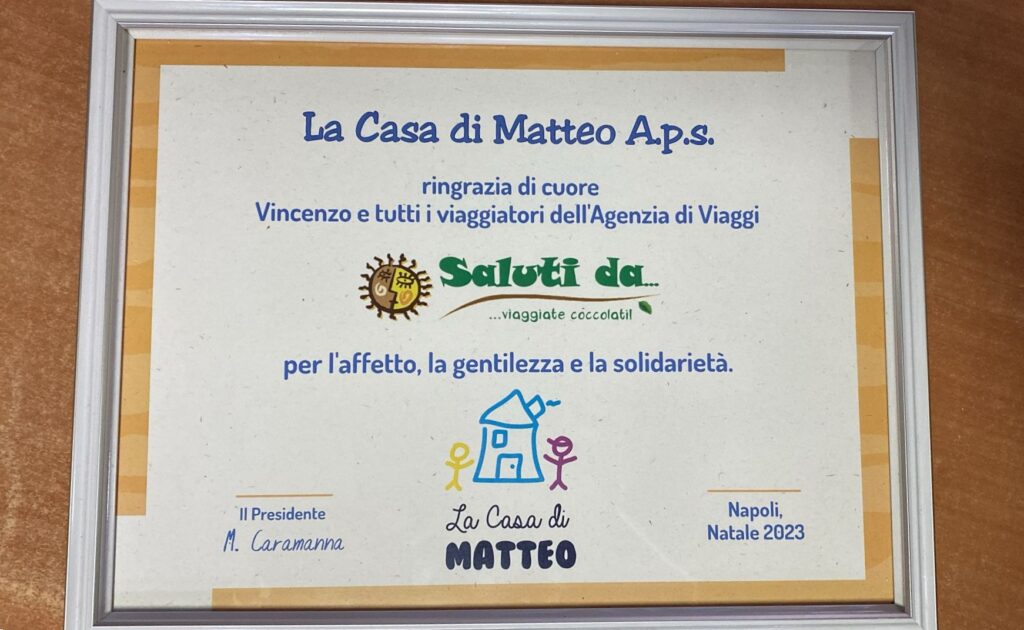 La Casa di Matteo A.p.s.
ringrazia di cuore
Vincenzo e tutti i viaggiatori dell'Agenzia di Viaggi
Saluti da...
...viaggiate coccolati!
per l'affetto, la gentilezza e la solidarietà.
Il Presidente
M. Caramanna
La Casa di
MATTEO
Napoli,
Natale 2023